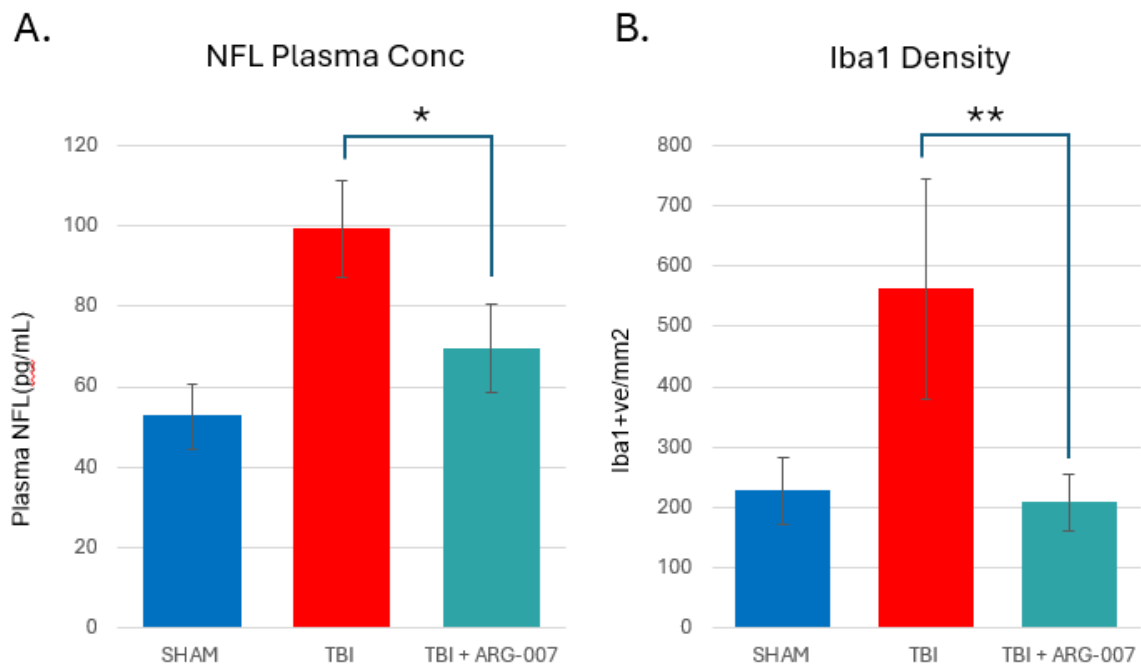 A.
NFL Plasma Conc
*
120
100
80
60
40
20
0
Plasma NFL(pg/mL)
SHAM
TBI
TBI + ARG-007
B.
Iba1 Density
**
800
700
600
500
400
300
200
100
0
Iba1+ve/mm2
SHAM
TBI
TBI + ARG-007